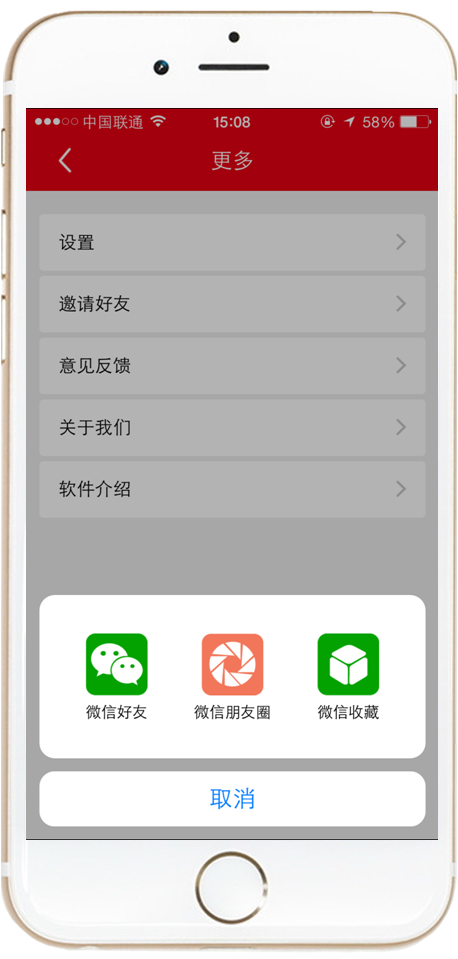 中国联通 15:08 58%
更多
设置
邀请好友
意见反馈
关于我们
软件介绍
微信好友 微信朋友圈 微信收藏
取消